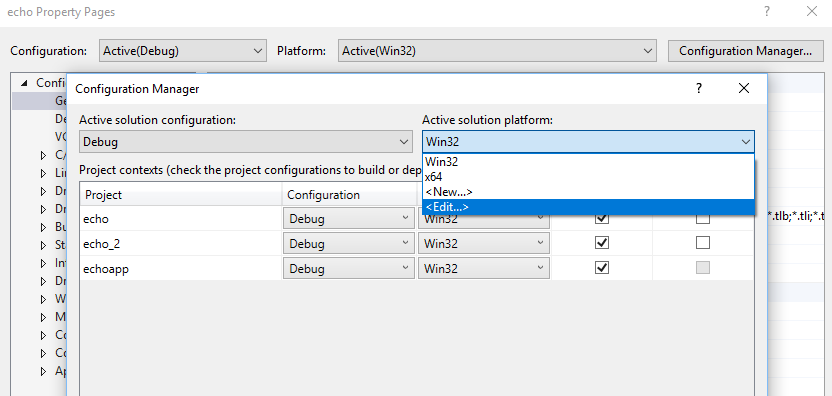 echo Property Pages ?
Configuration: Active(Debug) Platform: Active(Win32) Configuration Manager...
Confi
Configuration Manager ?
Ge
De
VC
C/
Lin
Dr
Dr
Bu
Sta
Int
Dr
W
M
Co
Co
Ap
Active solution configuration: Active solution platform:
Debug Win32
Win32
x64
<New...>
<Edit...>
Project contexts (check the project configurations to build or dep
Project Configuration
echo Debug Win32
echo_2 Debug Win32
echoapp Debug Win32
*.tlb;*.tli;*.t